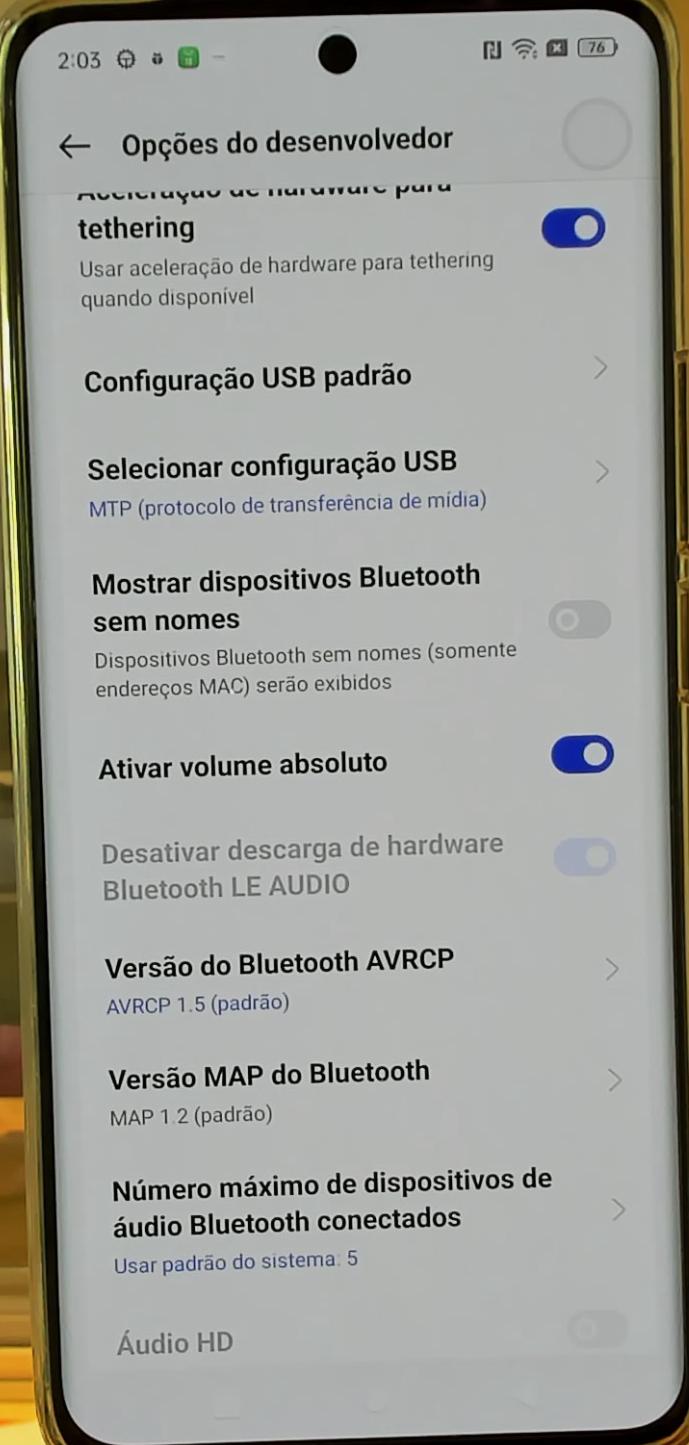 2:03
76
Opções do desenvolvedor
Aceleração de hardware para
tethering
Usar aceleração de hardware para tethering
quando disponível
Configuração USB padrão
Selecionar configuração USB
MTP (protocolo de transferência de mídia)
Mostrar dispositivos Bluetooth
sem nomes
Dispositivos Bluetooth sem nomes (somente
endereços MAC) serão exibidos
Ativar volume absoluto
Desativar descarga de hardware
Bluetooth LE AUDIO
Versão do Bluetooth AVRCP
AVRCP 1.5 (padrão)
Versão MAP do Bluetooth
MAP 1.2 (padrão)
Número máximo de dispositivos de
áudio Bluetooth conectados
Usar padrão do sistema: 5
Áudio HD